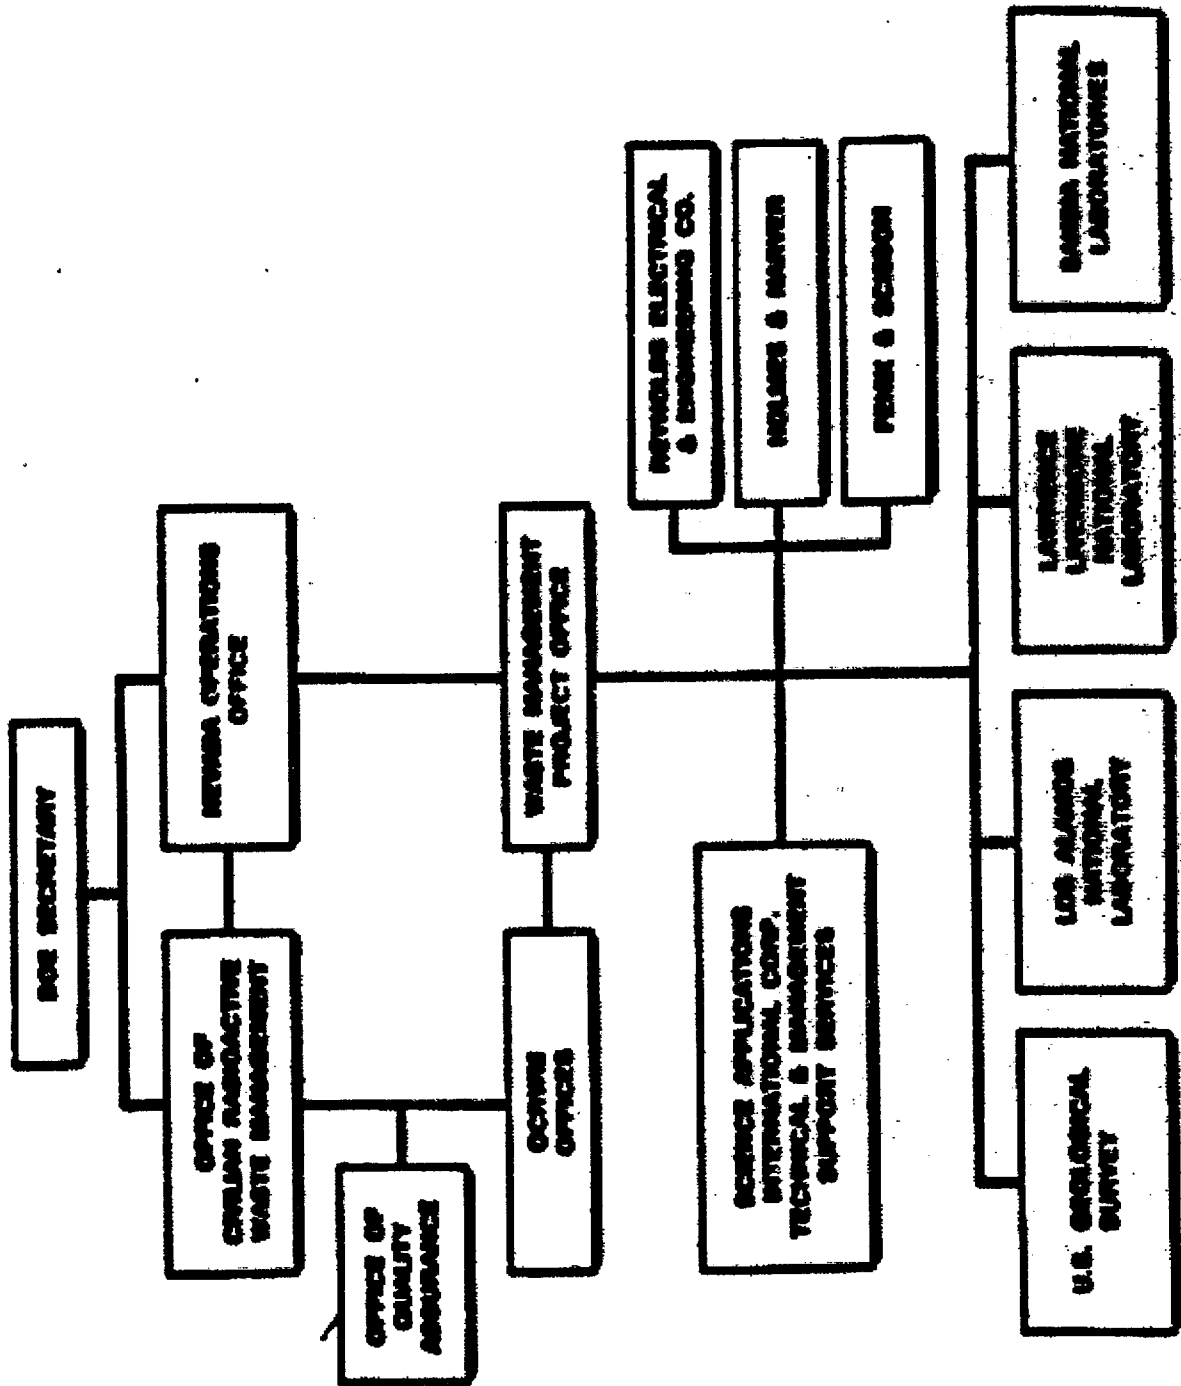 DOE SECRETARY
OFFICE OF
CIVILIAN RADIOACTIVE
WASTE MANAGEMENT
NEVADA OPERATIONS
OFFICE
OFFICE OF
QUALITY
ASSURANCE
OCRWM
OFFICES
WASTE MANAGEMENT
PROJECT OFFICE
SCIENCE APPLICATIONS
INTERNATIONAL CORP.
TECHNICAL & MANAGEMENT
SUPPORT SERVICES
REYNOLDS ELECTRICAL
& ENGINEERING CO.
HOLMES & NARVER
FENIX & SCISSON
U.S. GEOLOGICAL
SURVEY
LOS ALAMOS
NATIONAL
LABORATORY
LAWRENCE
LIVERMORE
NATIONAL
LABORATORY
SANDIA NATIONAL
LABORATORIES